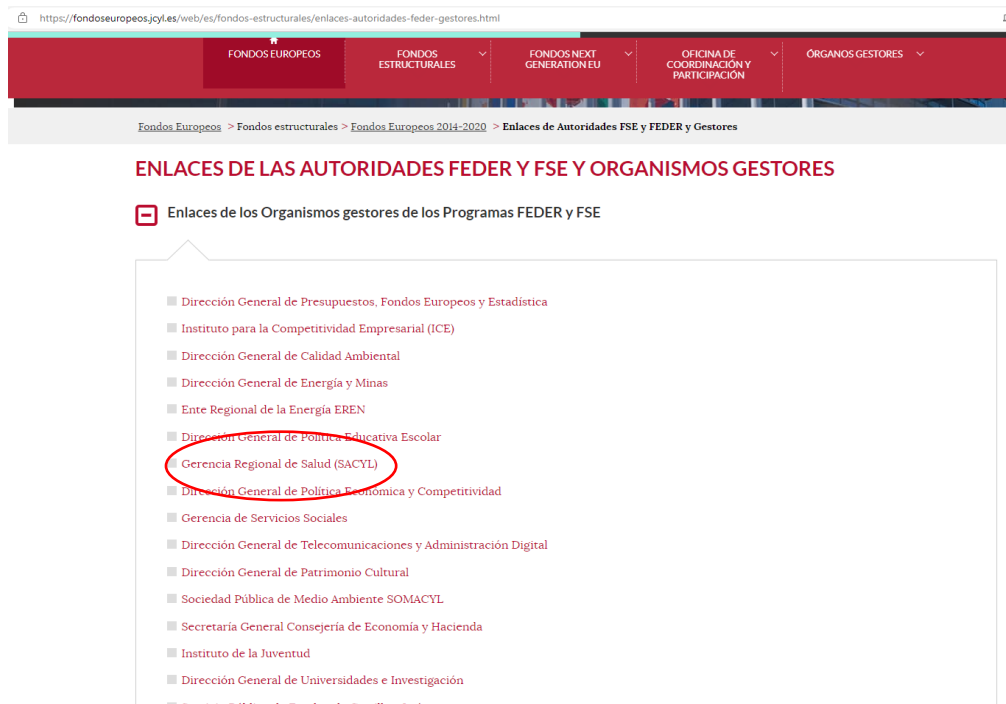 https://fondoseuropeos.jcyl.es/web/es/fondos-estructurales/enlaces-autoridades-feder-gestores.html
FONDOS EUROPEOS
FONDOS ESTRUCTURALES
FONDOS NEXT GENERATION EU
OFICINA DE COORDINACIÓN Y PARTICIPACIÓN
ÓRGANOS GESTORES
Fondos Europeos > Fondos estructurales > Fondos Europeos 2014-2020 > Enlaces de Autoridades FSE y FEDER y Gestores
ENLACES DE LAS AUTORIDADES FEDER Y FSE Y ORGANISMOS GESTORES
Enlaces de los Organismos gestores de los Programas FEDER y FSE
Dirección General de Presupuestos, Fondos Europeos y Estadística
Instituto para la Competitividad Empresarial (ICE)
Dirección General de Calidad Ambiental
Dirección General de Energía y Minas
Ente Regional de la Energía EREN
Dirección General de Política Educativa Escolar
Gerencia Regional de Salud (SACYL)
Dirección General de Política Económica y Competitividad
Gerencia de Servicios Sociales
Dirección General de Telecomunicaciones y Administración Digital
Dirección General de Patrimonio Cultural
Sociedad Pública de Medio Ambiente SOMACYL
Secretaría General Consejería de Economía y Hacienda
Instituto de la Juventud
Dirección General de Universidades e Investigación